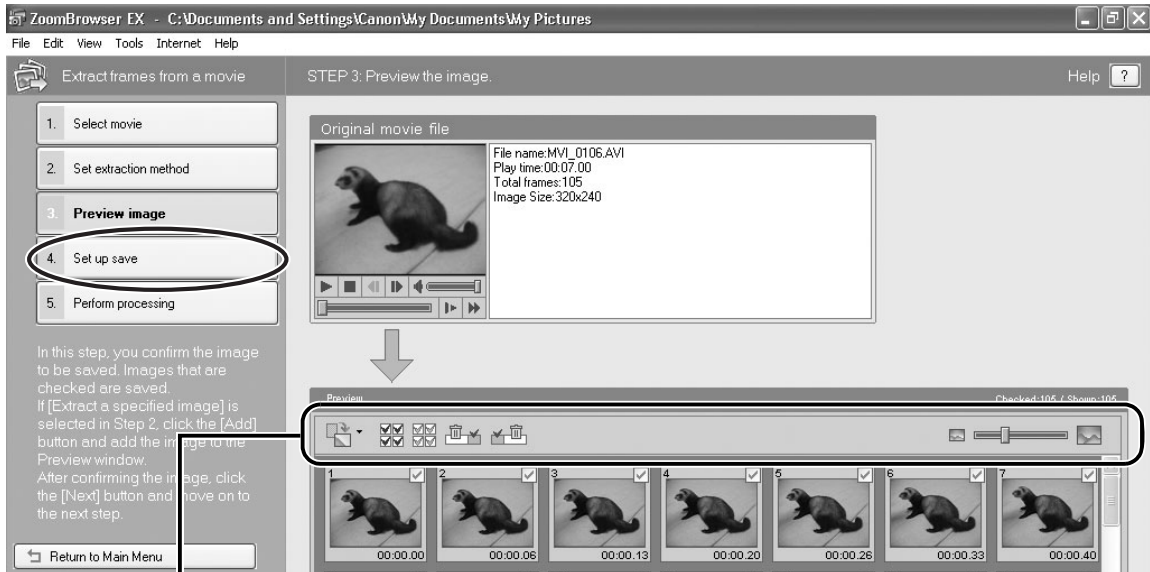 ZoomBrowser EX - C:\Documents and Settings\Canon\My Documents\My Pictures
File Edit View Tools Internet Help
Extract frames from a movie
STEP 3: Preview the image.
Help ?
1. Select movie
2. Set extraction method
3. Preview image
4. Set up save
5. Perform processing
In this step, you confirm the image
to be saved. Images that are
checked are saved.
If [Extract a specified image] is
selected in Step 2, click the [Add]
button and add the image to the
Preview window.
After confirming the image, click
the [Next] button and move on to
the next step.
Return to Main Menu
Original movie file
File name:MVI_0106.AVI
Play time:00:07.00
Total frames:105
Image Size:320x240
Preview
Checked:105 / Shown:105
1 2 3 4 5 6 7
00:00.00 00:00.06 00:00.13 00:00.20 00:00.26 00:00.33 00:00.40